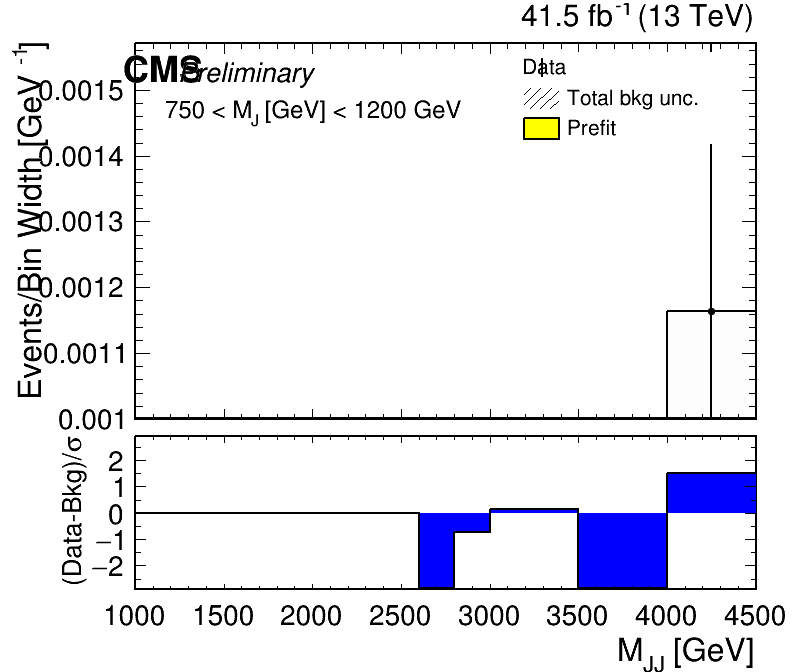 41.5 fb⁻¹ (13 TeV)
CMS Preliminary
750 < M_J [GeV] < 1200 GeV
Data
Total bkg unc.
Prefit
Events/Bin Width [GeV⁻¹]
0.0015
0.0014
0.0013
0.0012
0.0011
0.001
(Data-Bkg)/σ
2
1
0
−1
−2
1000 1500 2000 2500 3000 3500 4000 4500
M_JJ [GeV]